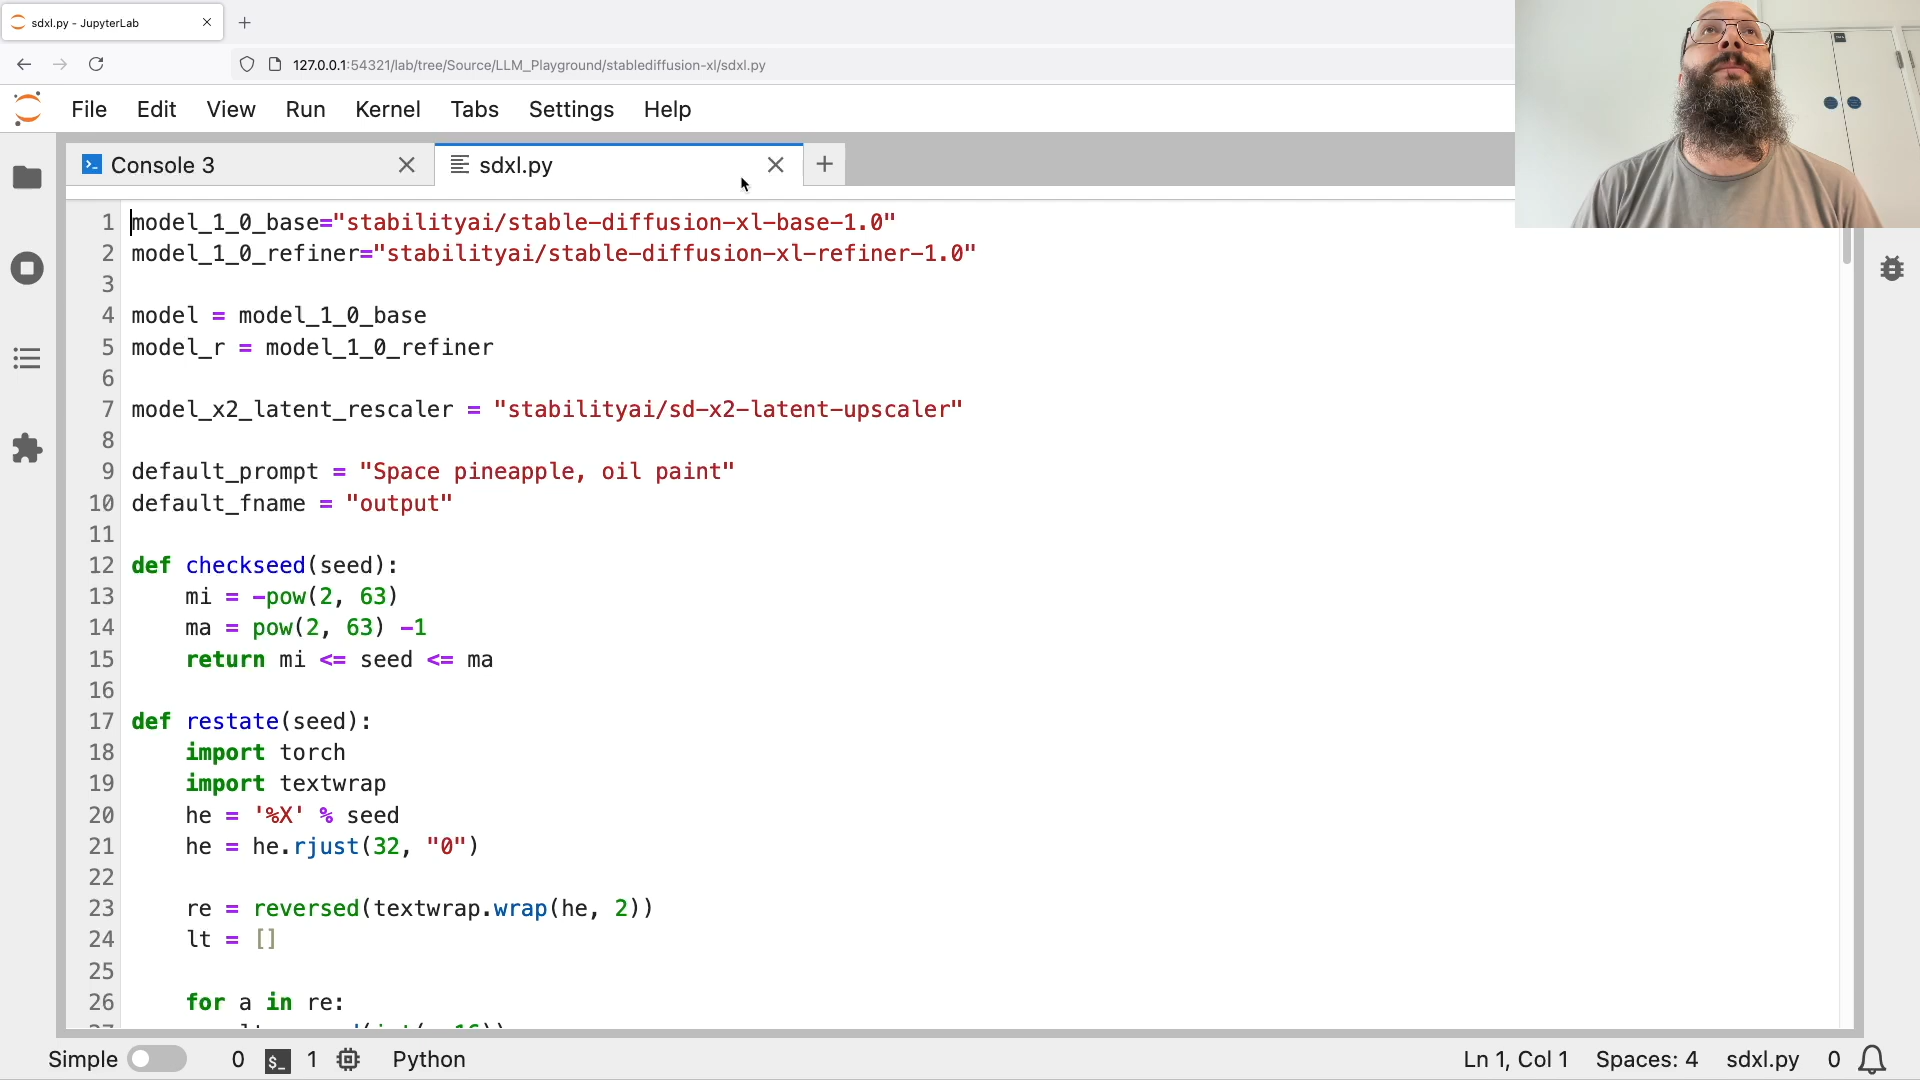 sdxl.py - JupyterLab
127.0.0.1:54321/lab/tree/Source/LLM_Playground/stablediffusion-xl/sdxl.py
File Edit View Run Kernel Tabs Settings Help
Console 3
sdxl.py
1 model_1_0_base="stabilityai/stable-diffusion-xl-base-1.0"
2 model_1_0_refiner="stabilityai/stable-diffusion-xl-refiner-1.0"
3
4 model = model_1_0_base
5 model_r = model_1_0_refiner
6
7 model_x2_latent_rescaler = "stabilityai/sd-x2-latent-upscaler"
8
9 default_prompt = "Space pineapple, oil paint"
10 default_fname = "output"
11
12 def checkseed(seed):
13     mi = -pow(2, 63)
14     ma = pow(2, 63) -1
15     return mi <= seed <= ma
16
17 def restate(seed):
18     import torch
19     import textwrap
20     he = '%X' % seed
21     he = he.rjust(32, "0")
22
23     re = reversed(textwrap.wrap(he, 2))
24     lt = []
25
26     for a in re:
Simple 0 1 Python Ln 1, Col 1 Spaces: 4 sdxl.py 0